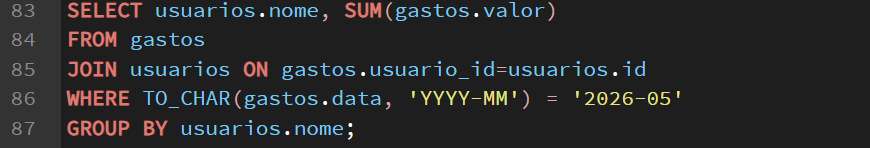 83 SELECT usuarios.nome, SUM(gastos.valor)
84 FROM gastos
85 JOIN usuarios ON gastos.usuario_id=usuarios.id
86 WHERE TO_CHAR(gastos.data, 'YYYY-MM') = '2026-05'
87 GROUP BY usuarios.nome;